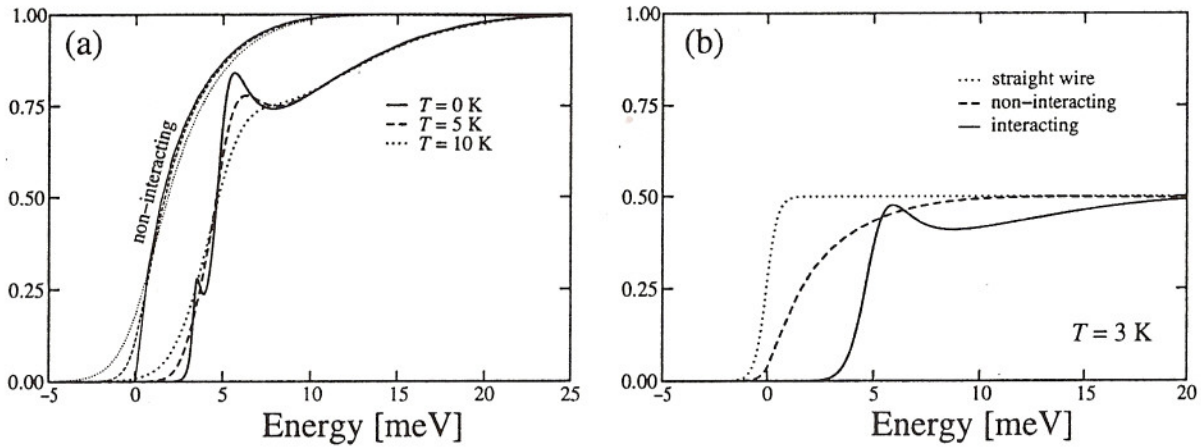 (a)
1.00
0.75
0.50
0.25
0.00
non-interacting
T = 0 K
T = 5 K
T = 10 K
-5
0
5
10
15
20
25
Energy [meV]
(b)
1.00
0.75
0.50
0.25
0.00
straight wire
non-interacting
interacting
T = 3 K
-5
0
5
10
15
20
Energy [meV]